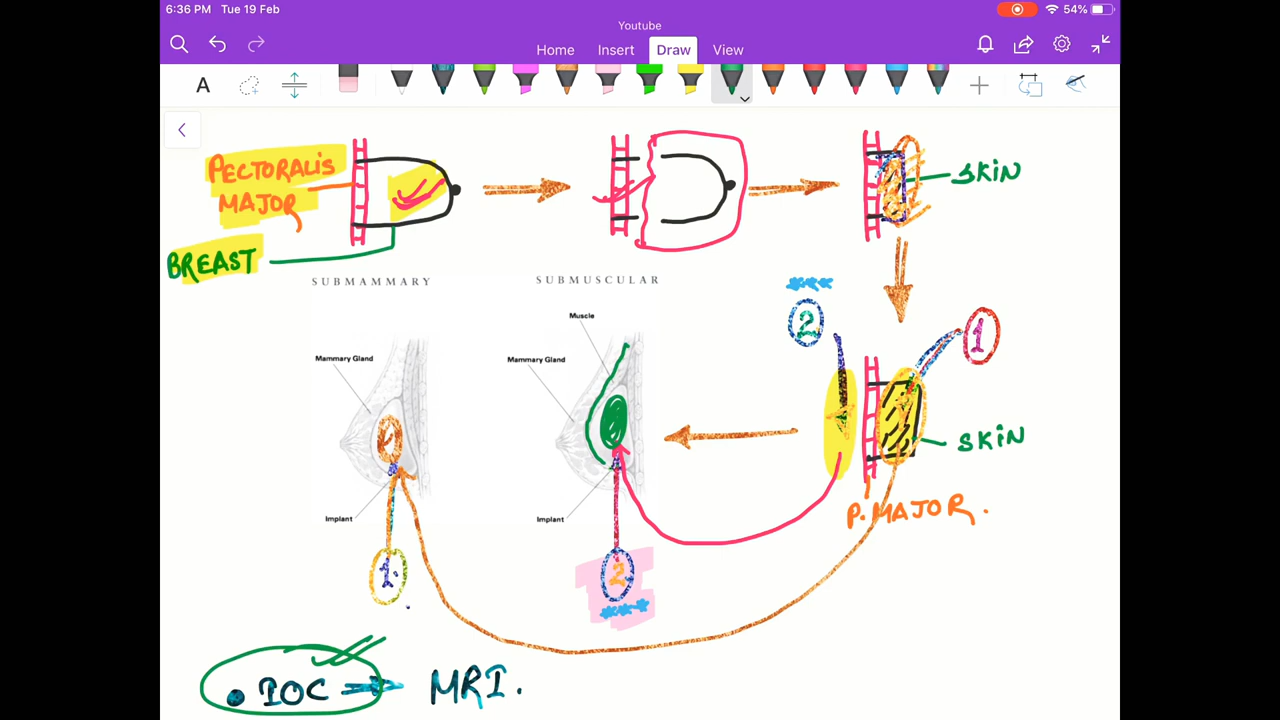 6:36 PM Tue 19 Feb
54%
Youtube
Home Insert Draw View
A
PECTORALIS
MAJOR
BREAST
SKIN
SUBMAMMARY
SUBMUSCULAR
Muscle
Mammary Gland
Mammary Gland
2
1
SKIN
Implant
Implant
P. MAJOR.
1.
2
• IOC → MRI.